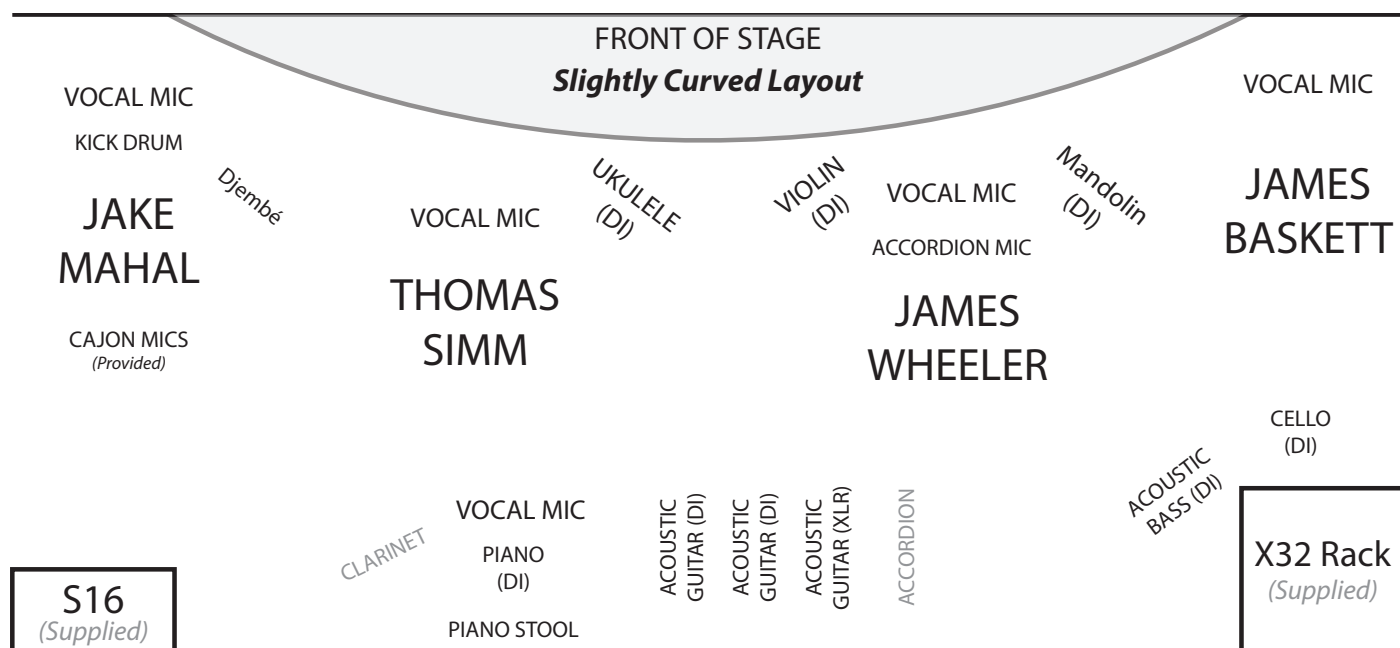 FRONT OF STAGE
Slightly Curved Layout
VOCAL MIC
KICK DRUM
Djembé
JAKE
MAHAL
CAJON MICS
(Provided)
VOCAL MIC
UKULELE
(DI)
THOMAS
SIMM
VIOLIN
(DI)
VOCAL MIC
ACCORDION MIC
Mandolin
(DI)
JAMES
WHEELER
VOCAL MIC
JAMES
BASKETT
CELLO
(DI)
ACOUSTIC
BASS (DI)
CLARINET
VOCAL MIC
PIANO
(DI)
PIANO STOOL
ACOUSTIC
GUITAR (DI)
ACOUSTIC
GUITAR (DI)
ACOUSTIC
GUITAR (XLR)
ACCORDION
S16
(Supplied)
X32 Rack
(Supplied)